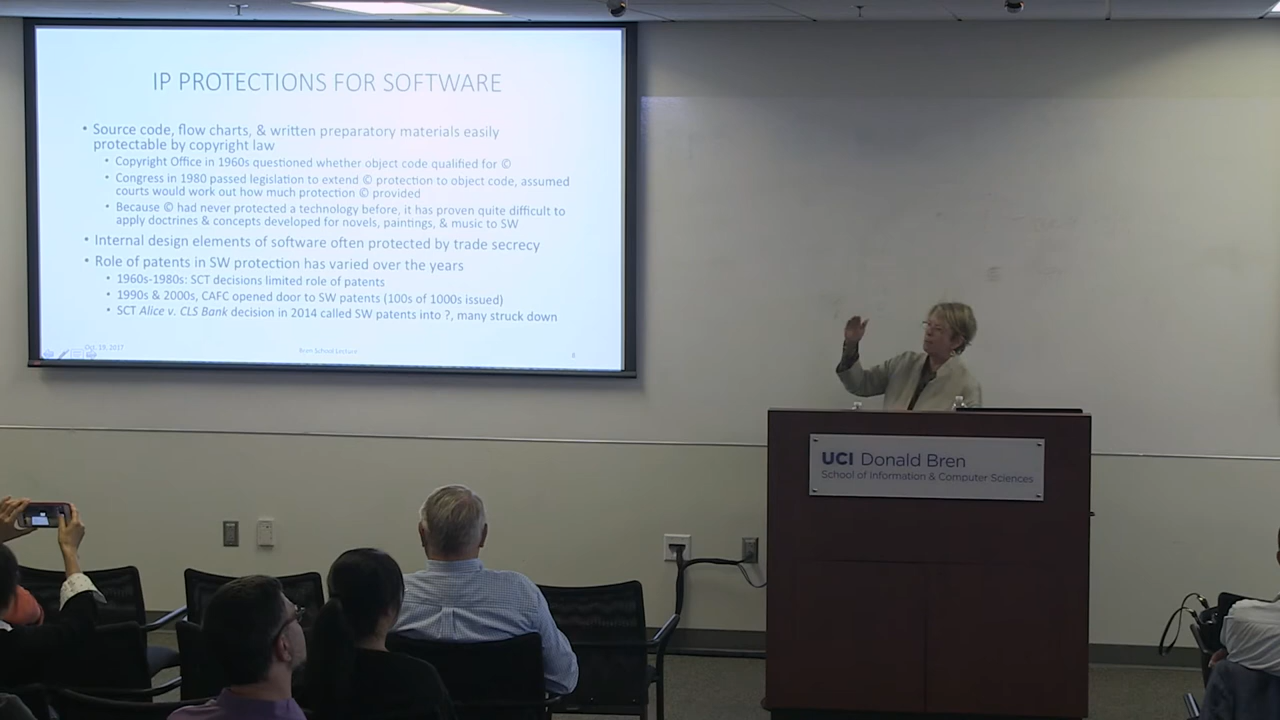 IP PROTECTIONS FOR SOFTWARE
• Source code, flow charts, & written preparatory materials easily
protectable by copyright law
• Copyright Office in 1960s questioned whether object code qualified for ©
• Congress in 1980 passed legislation to extend © protection to object code, assumed
courts would work out how much protection © provided
• Because © had never protected a technology before, it has proven quite difficult to
apply doctrines & concepts developed for novels, paintings, & music to SW
• Internal design elements of software often protected by trade secrecy
• Role of patents in SW protection has varied over the years
• 1960s-1980s: SCT decisions limited role of patents
• 1990s & 2000s, CAFC opened door to SW patents (100s of 1000s issued)
• SCT Alice v. CLS Bank decision in 2014 called SW patents into ?, many struck down
Oct. 19, 2017
Bren School Lecture
UCI Donald Bren
School of Information & Computer Sciences